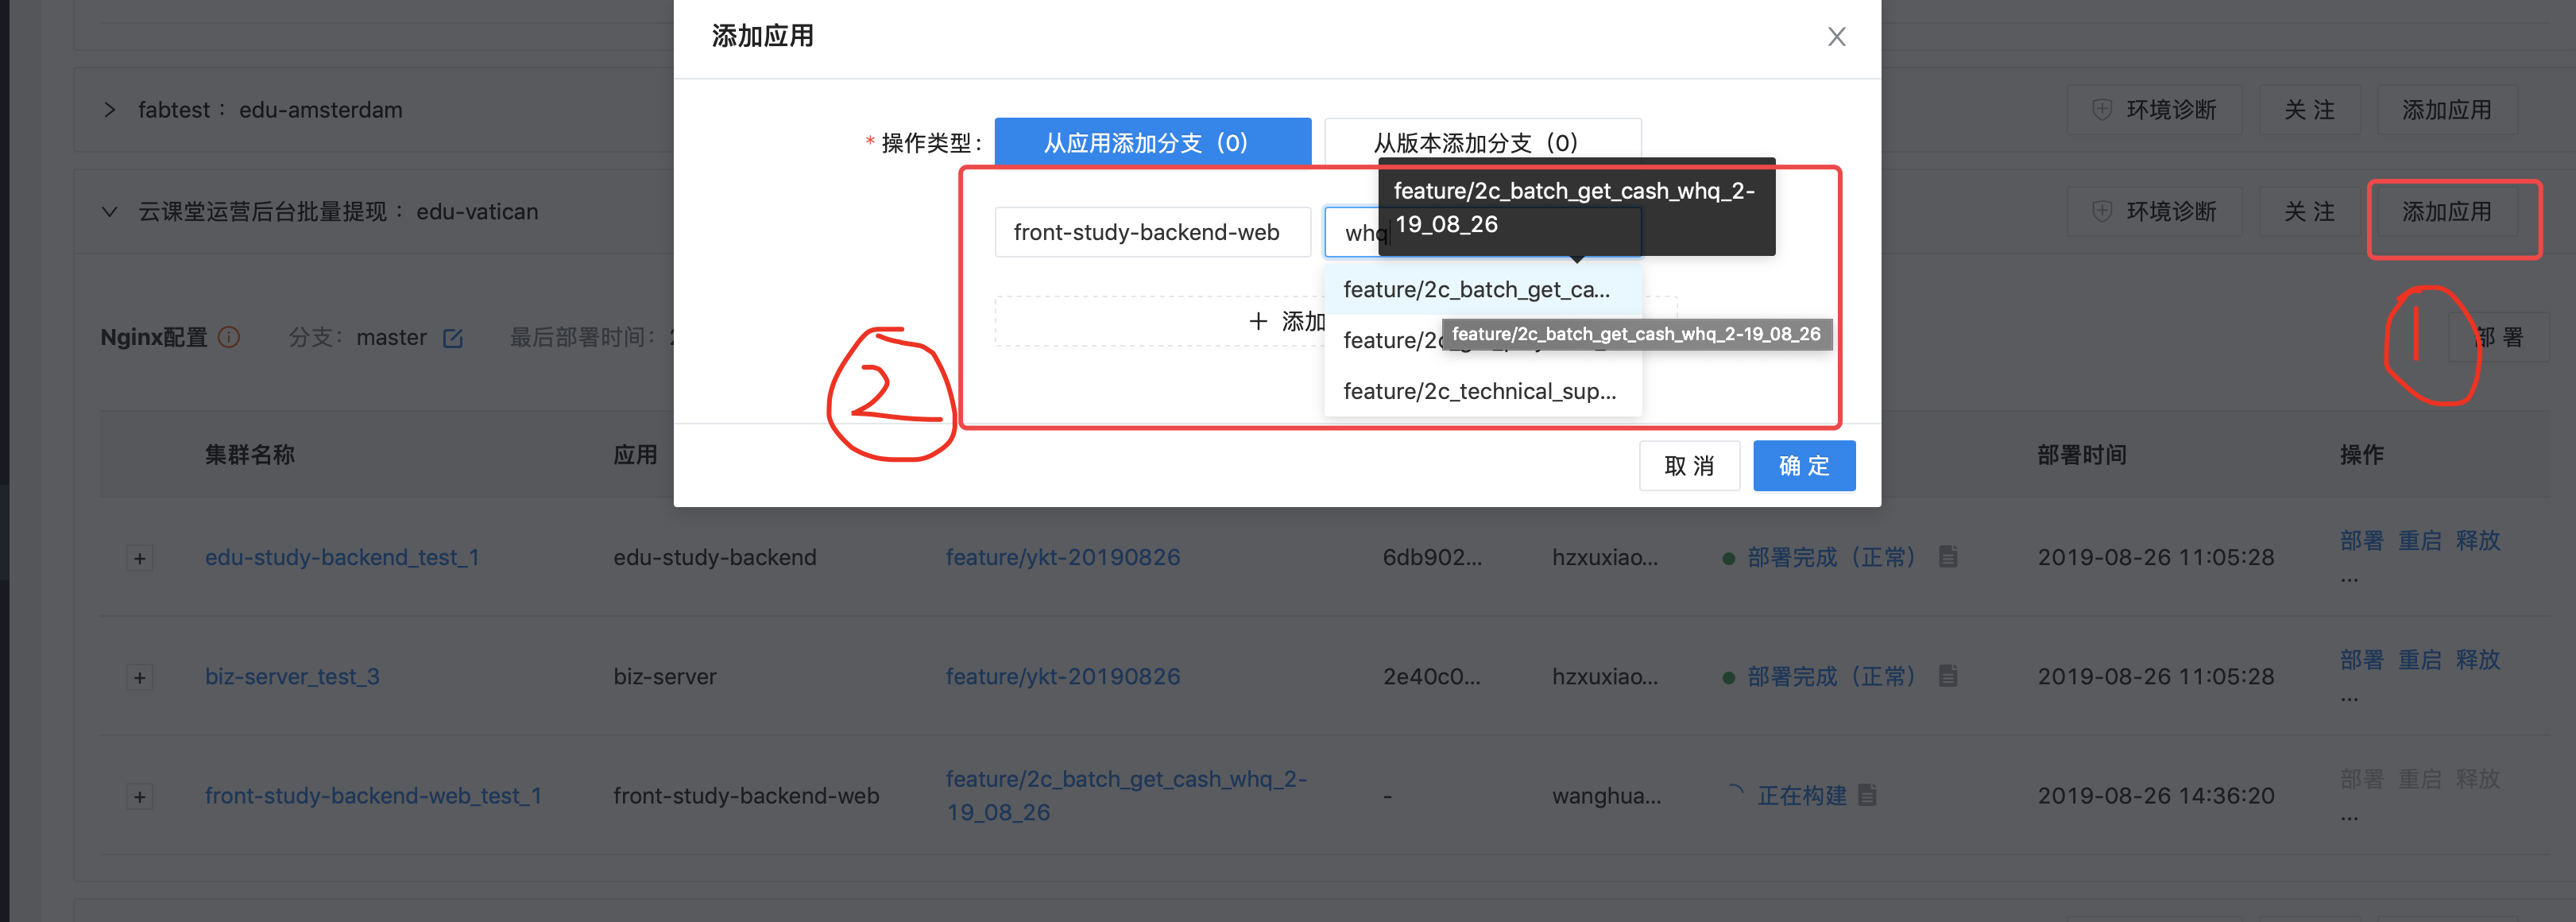 添加应用
X
fabtest： edu-amsterdam
环境诊断
关 注
添加应用
* 操作类型：
从应用添加分支（0）
从版本添加分支（0）
云课堂运营后台批量提现： edu-vatican
环境诊断
关 注
添加应用
feature/2c_batch_get_cash_whq_2-
19_08_26
front-study-backend-web
whq
feature/2c_batch_get_ca...
+ 添加
feature/2c_batch_get_cash_whq_2-19_08_26
feature/2c_technical_sup...
1
2
Nginx配置
分支： master
最后部署时间：
部 署
取 消
确 定
集群名称
应用
部署时间
操作
+
edu-study-backend_test_1
edu-study-backend
feature/ykt-20190826
6db902...
hzxuxiao...
部署完成（正常）
2019-08-26 11:05:28
部署 重启 释放
...
+
biz-server_test_3
biz-server
feature/ykt-20190826
2e40c0...
hzxuxiao...
部署完成（正常）
2019-08-26 11:05:28
部署 重启 释放
...
+
front-study-backend-web_test_1
front-study-backend-web
feature/2c_batch_get_cash_whq_2-
19_08_26
-
wanghua...
正在构建
2019-08-26 14:36:20
部署 重启 释放
...